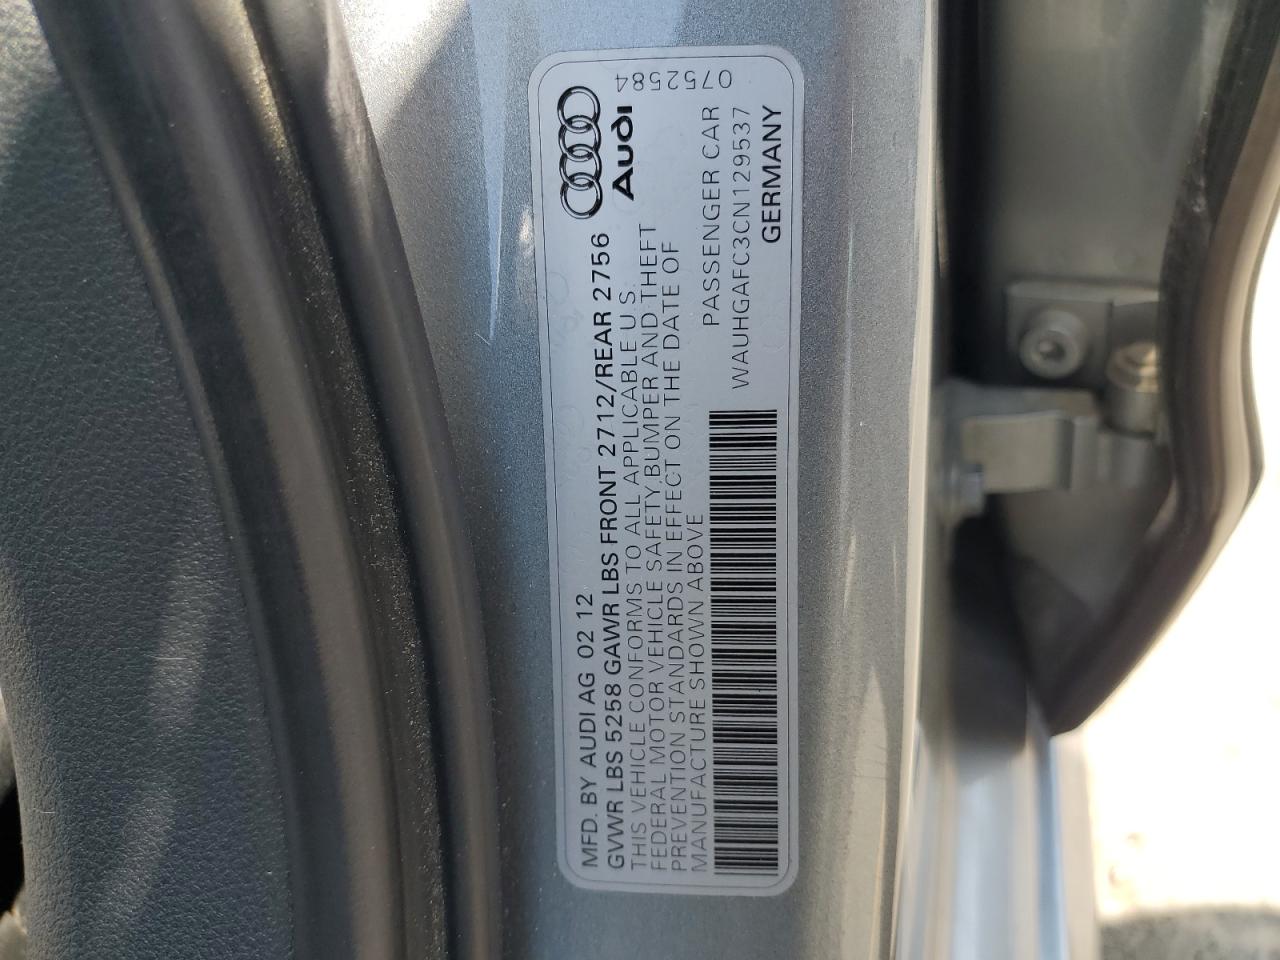 MFD. BY AUDI AG 02 12
GVWR LBS 5258 GAWR LBS FRONT 2712/REAR 2756
THIS VEHICLE CONFORMS TO ALL APPLICABLE U.S.
FEDERAL MOTOR VEHICLE SAFETY,BUMPER AND THEFT
PREVENTION STANDARDS IN EFFECT ON THE DATE OF
MANUFACTURE SHOWN ABOVE
Audi
PASSENGER CAR
WAUHGAFC3CN129537
GERMANY
0752584